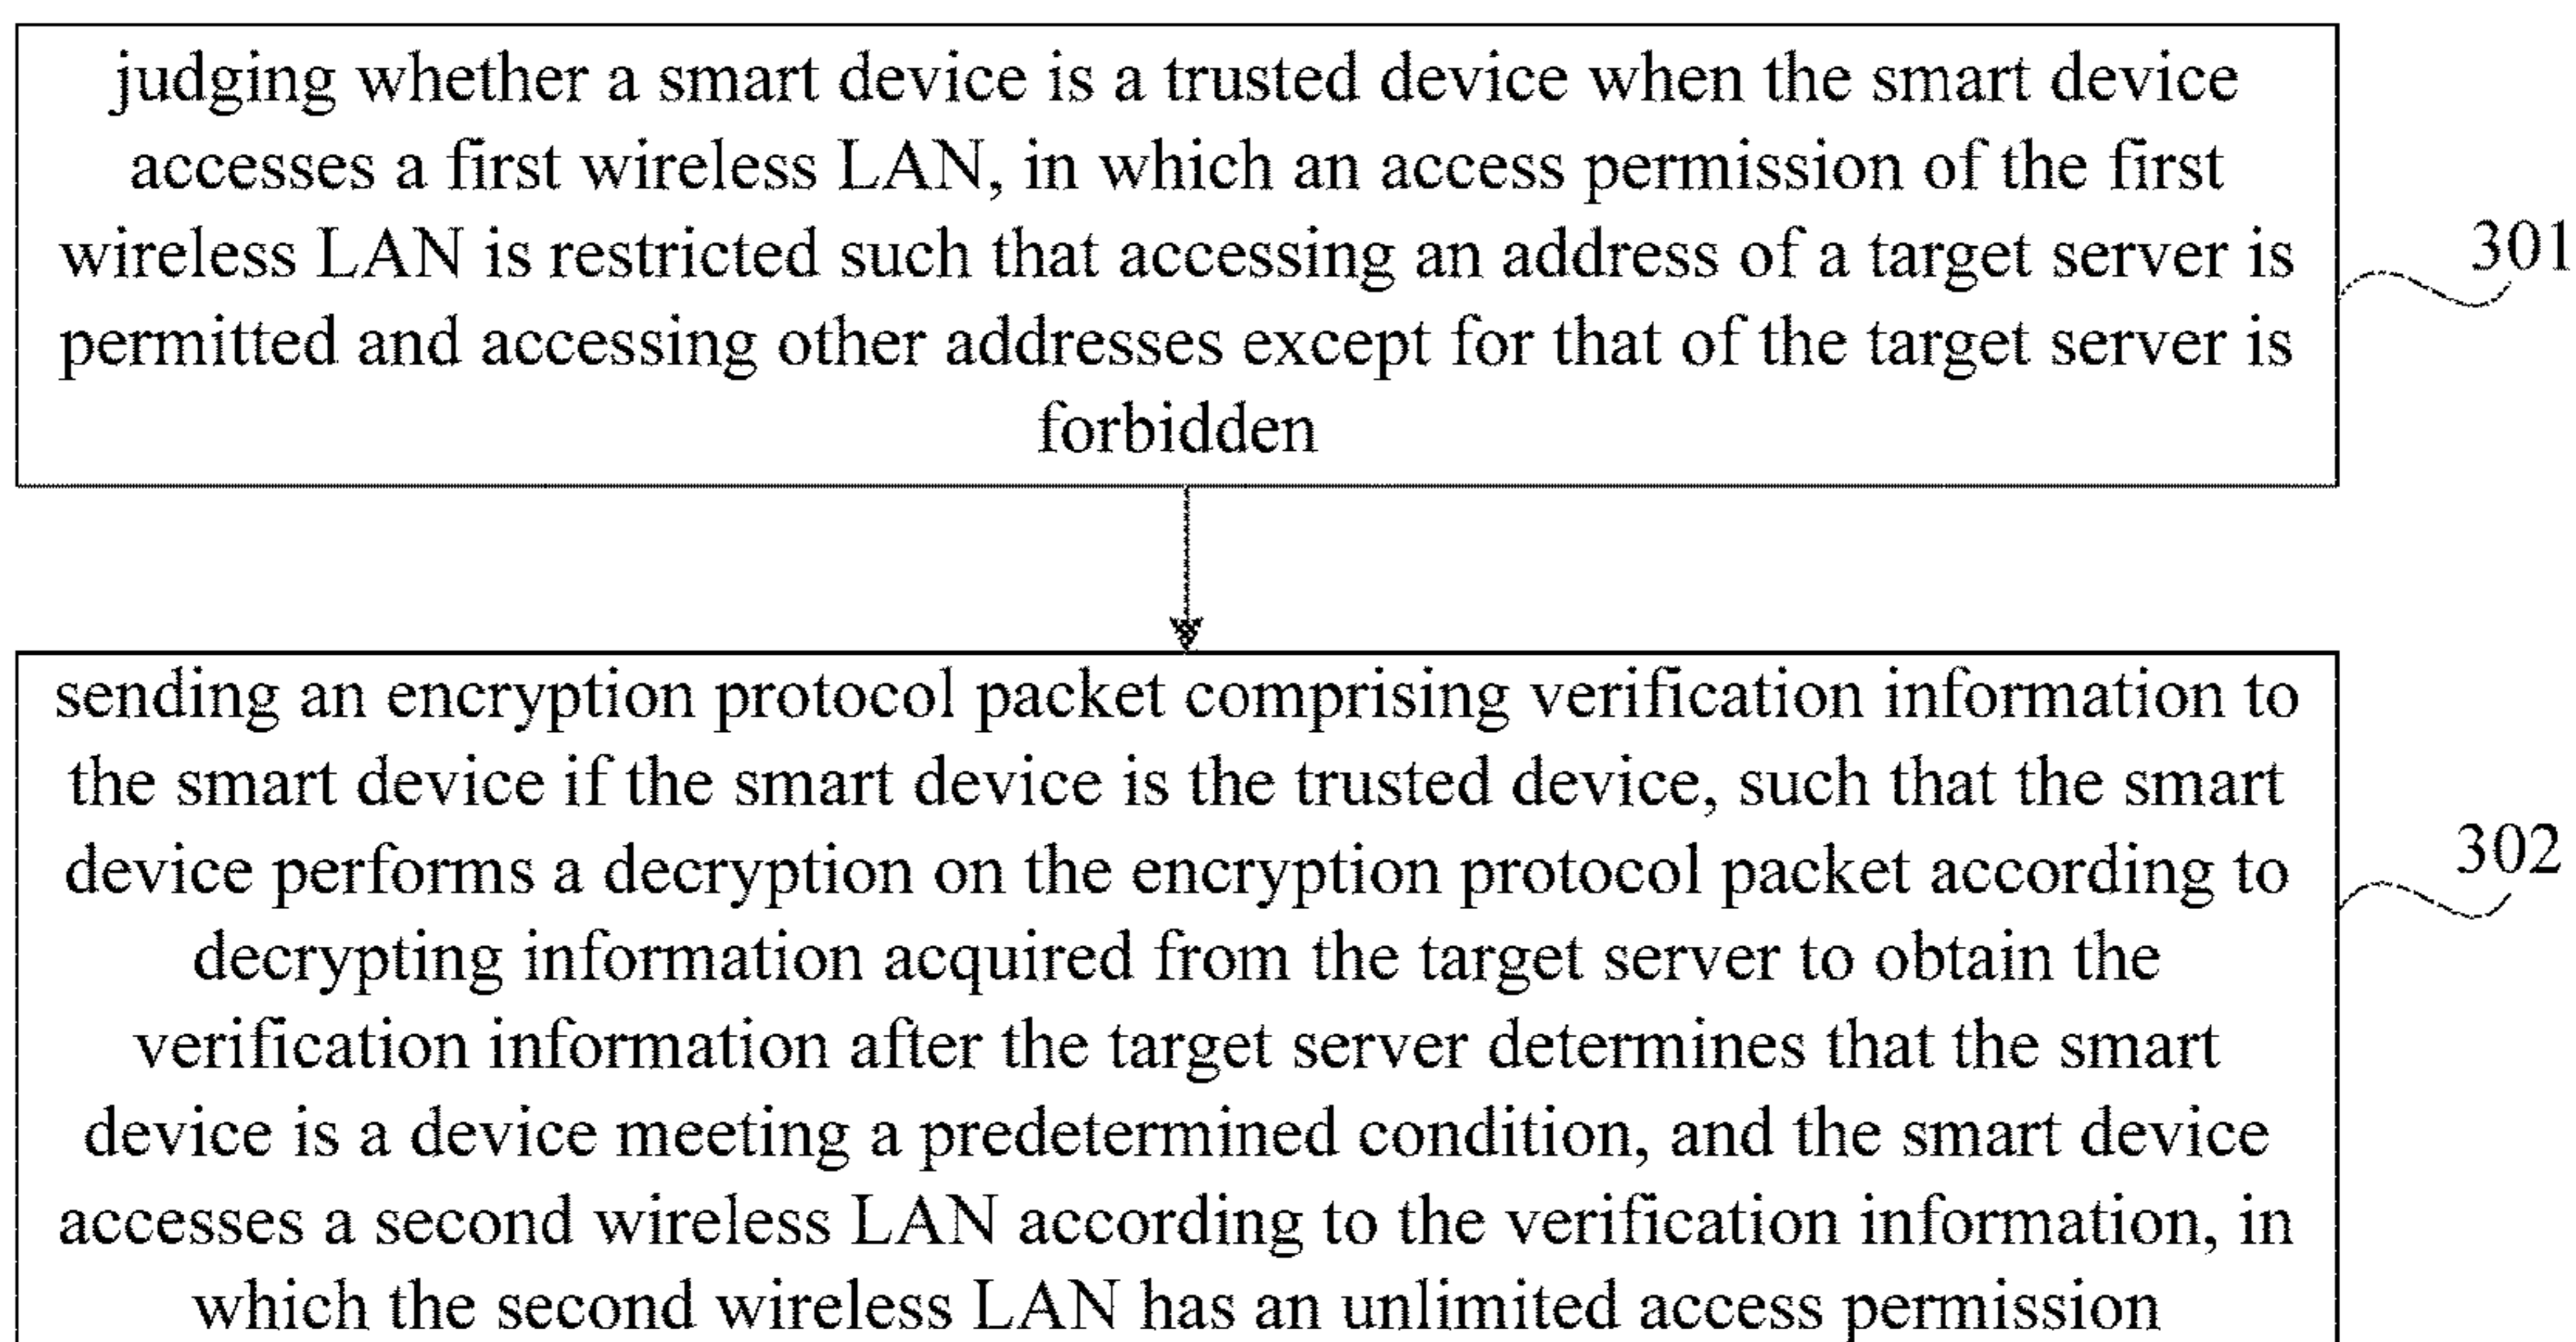 judging whether a smart device is a trusted device when the smart device
accesses a first wireless LAN, in which an access permission of the first
wireless LAN is restricted such that accessing an address of a target server is
permitted and accessing other addresses except for that of the target server is
forbidden
301
sending an encryption protocol packet comprising verification information to
the smart device if the smart device is the trusted device, such that the smart
device performs a decryption on the encryption protocol packet according to
decrypting information acquired from the target server to obtain the
verification information after the target server determines that the smart
device is a device meeting a predetermined condition, and the smart device
accesses a second wireless LAN according to the verification information, in
which the second wireless LAN has an unlimited access permission
302